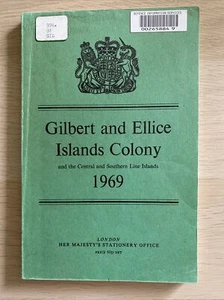 Gilbert and Ellice
Islands Colony
and the Central and Southern Line Islands
1969
LONDON
HER MAJESTY'S STATIONERY OFFICE